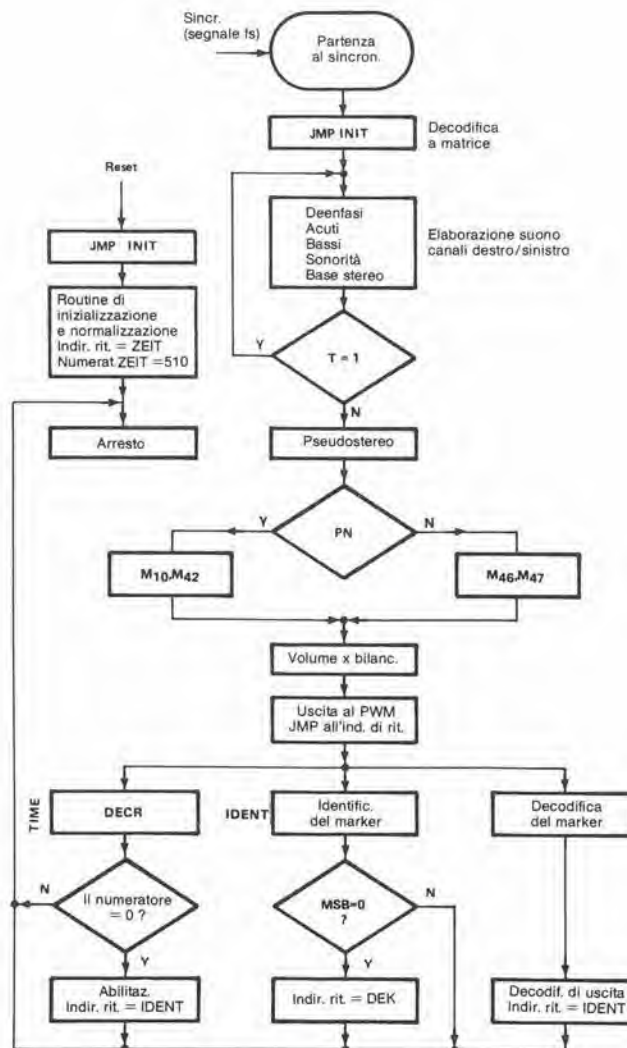 Sincr.
(segnale fs)
Partenza
al sincron.
JMP INIT
Decodifica
a matrice
Reset
JMP INIT
Deenfasi
Acuti
Bassi
Sonorità
Base stereo
Elaborazione suono
canali destro/sinistro
Routine di
inizializzazione
e normalizzazione
Indir. rit. = ZEIT
Numerat ZEIT = 510
Y
T = 1
N
Arresto
Pseudostereo
Y
PN
N
M10,M42
M46,M47
Volume x bilanc.
Uscita al PWM
JMP all'ind. di rit.
TIME
DECR
IDENT
Identific.
del marker
Decodifica
del marker
N
Il numeratore
= 0 ?
Y
MSB=0
?
N
Y
Abilitaz.
Indir. rit. = IDENT
Indir. rit. = DEK
Decodif. di uscita
Indir. rit. = IDENT